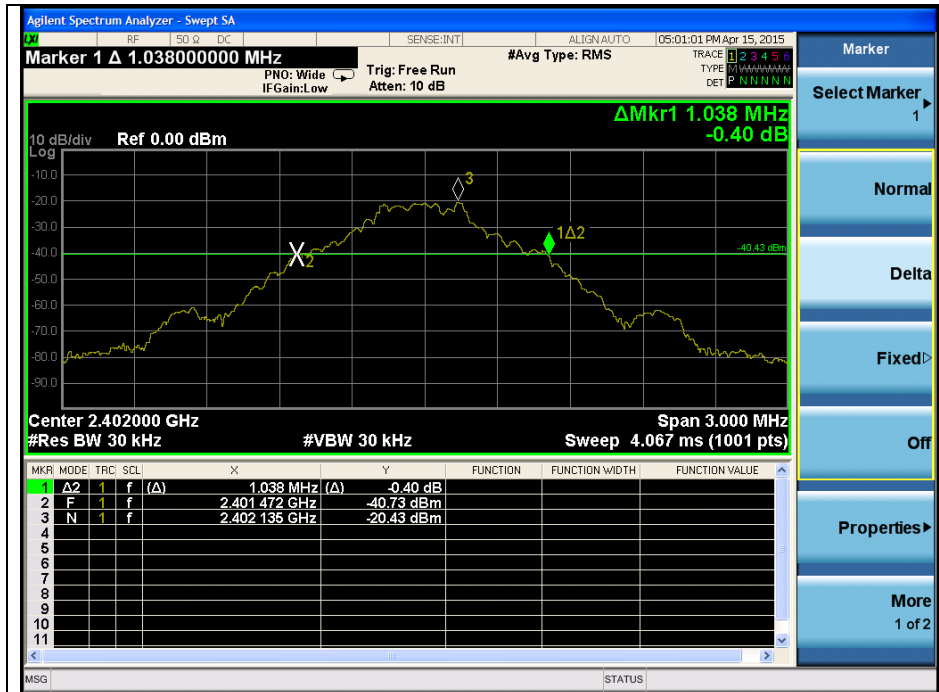 Agilent Spectrum Analyzer - Swept SA
LXI RF 50 Ω DC SENSE:INT ALIGN AUTO 05:01:01 PM Apr 15, 2015
Marker 1 Δ 1.038000000 MHz
PNO: Wide
IFGain:Low
Trig: Free Run
Atten: 10 dB
#Avg Type: RMS
TRACE 1 2 3 4 5 6
TYPE M
DET P N N N N N
ΔMkr1 1.038 MHz
-0.40 dB
10 dB/div Ref 0.00 dBm
Log
-10.0
-20.0
-30.0
-40.0
-50.0
-60.0
-70.0
-80.0
-90.0
3
1Δ2
X2
-40.43 dBm
Center 2.402000 GHz Span 3.000 MHz
#Res BW 30 kHz #VBW 30 kHz Sweep 4.067 ms (1001 pts)
MKR MODE TRC SCL X Y FUNCTION FUNCTION WIDTH FUNCTION VALUE
1 Δ2 1 f (Δ) 1.038 MHz (Δ) -0.40 dB
2 F 1 f 2.401 472 GHz -40.73 dBm
3 N 1 f 2.402 135 GHz -20.43 dBm
4
5
6
7
8
9
10
11
MSG STATUS
Marker
Select Marker
1
Normal
Delta
Fixed
Off
Properties
More
1 of 2